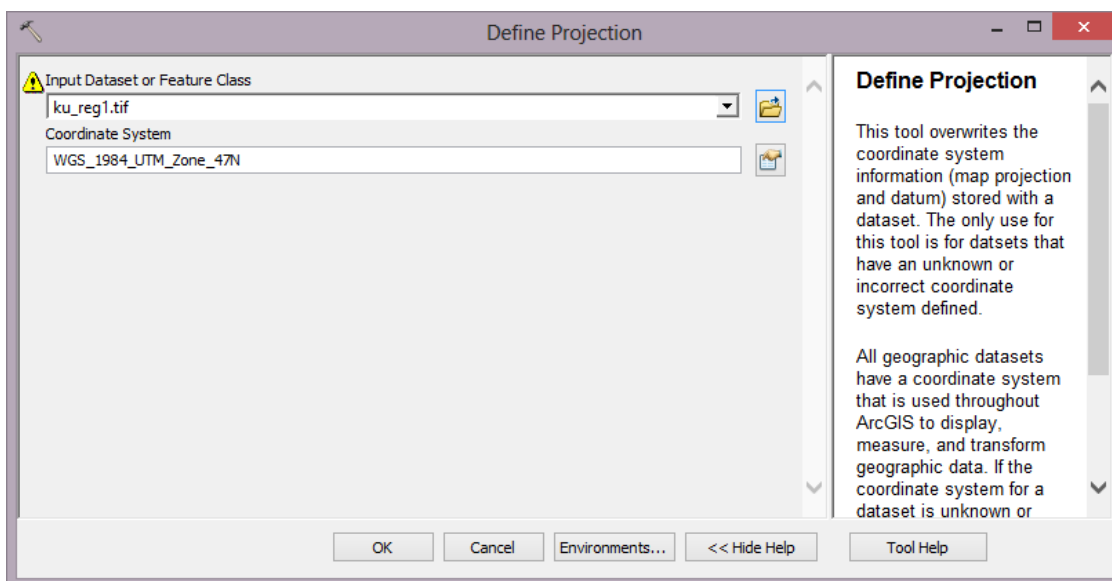 Define Projection
Input Dataset or Feature Class
ku_reg1.tif
Coordinate System
WGS_1984_UTM_Zone_47N
Define Projection
This tool overwrites the
coordinate system
information (map projection
and datum) stored with a
dataset. The only use for
this tool is for datsets that
have an unknown or
incorrect coordinate
system defined.
All geographic datasets
have a coordinate system
that is used throughout
ArcGIS to display,
measure, and transform
geographic data. If the
coordinate system for a
dataset is unknown or
OK
Cancel
Environments...
<< Hide Help
Tool Help